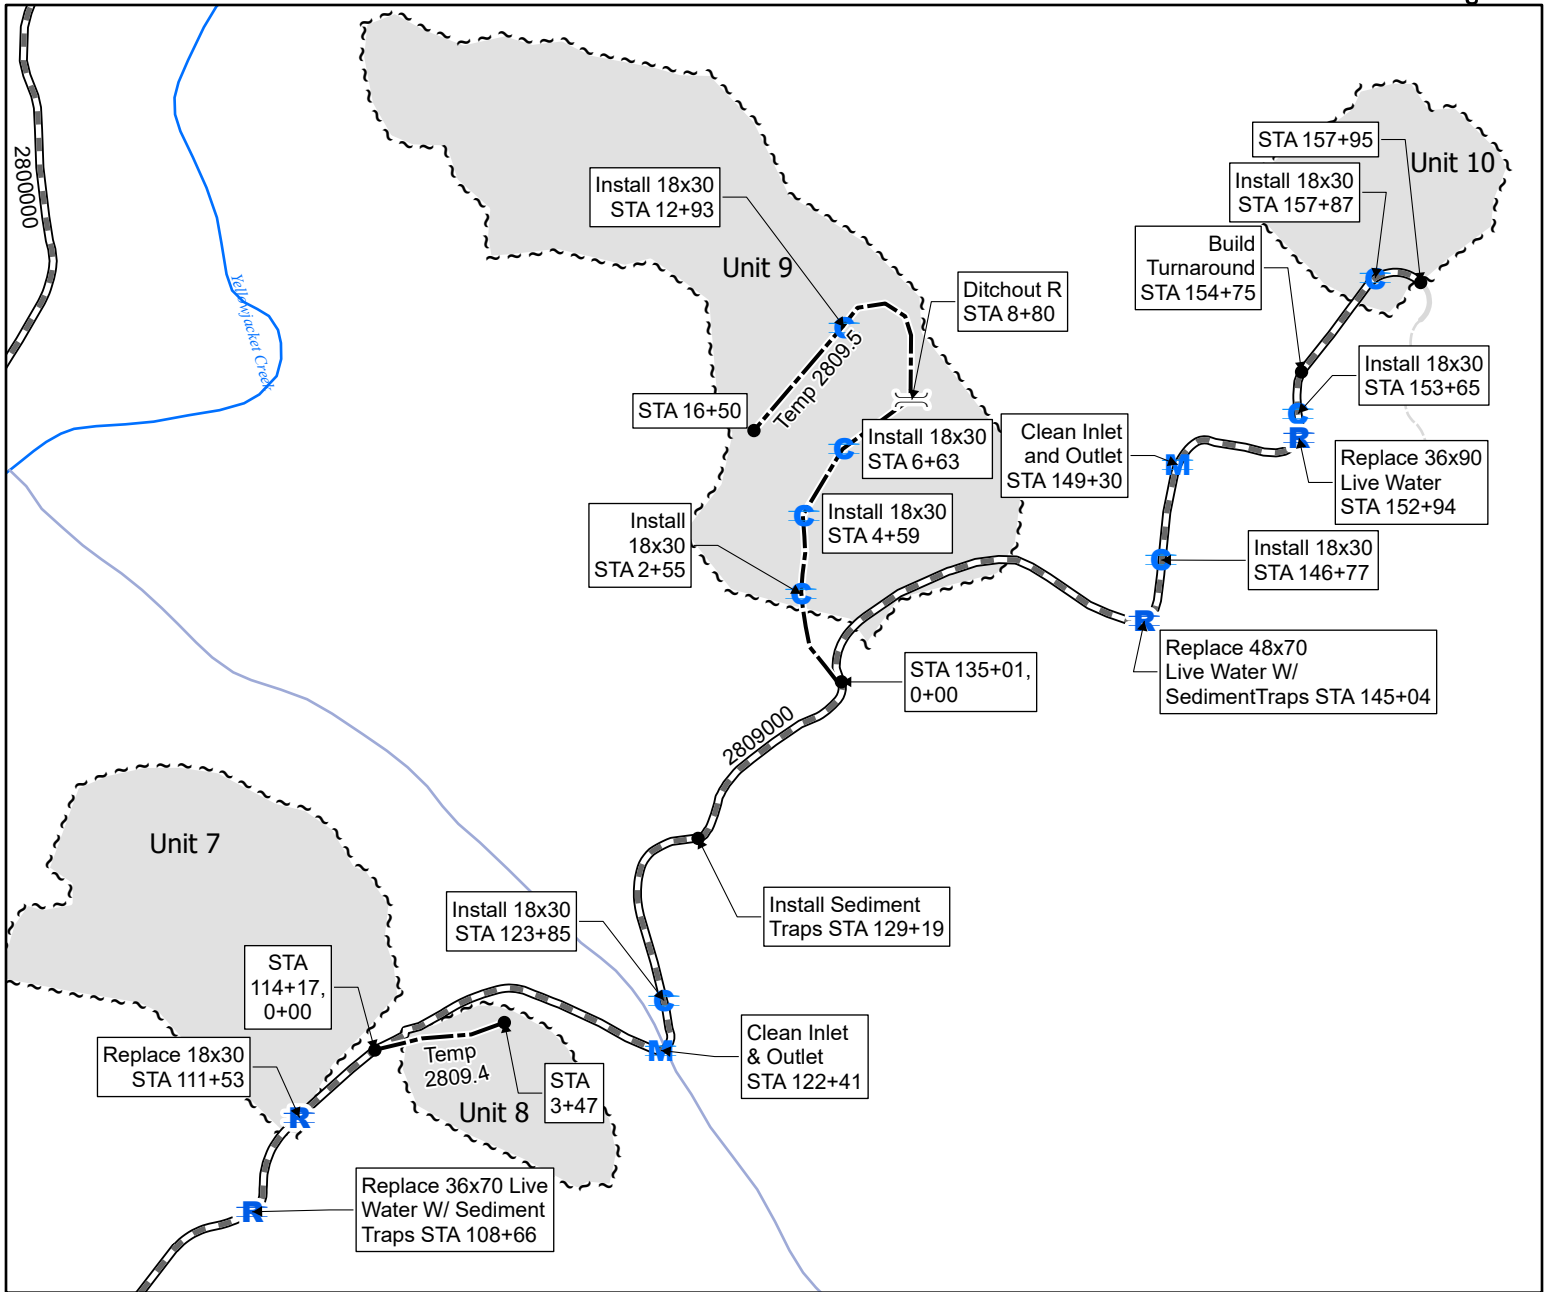 2800000
Yellowjacket Creek
Install 18x30
STA 12+93
Unit 9
Ditchout R
STA 8+80
STA 157+95
Unit 10
Install 18x30
STA 157+87
Build
Turnaround
STA 154+75
Install 18x30
STA 153+65
Replace 36x90
Live Water
STA 152+94
Clean Inlet
and Outlet
STA 149+30
Install 18x30
STA 146+77
Replace 48x70
Live Water W/
SedimentTraps STA 145+04
Temp 2809.5
STA 16+50
Install 18x30
STA 6+63
Install 18x30
STA 4+59
Install
18x30
STA 2+55
STA 135+01,
0+00
2809000
Unit 7
Install Sediment
Traps STA 129+19
Install 18x30
STA 123+85
STA
114+17,
0+00
Clean Inlet
& Outlet
STA 122+41
Replace 18x30
STA 111+53
Temp
2809.4
STA
3+47
Unit 8
Replace 36x70 Live
Water W/ Sediment
Traps STA 108+66
C
C
C
C
C
C
C
C
M
M
R
R
R
R